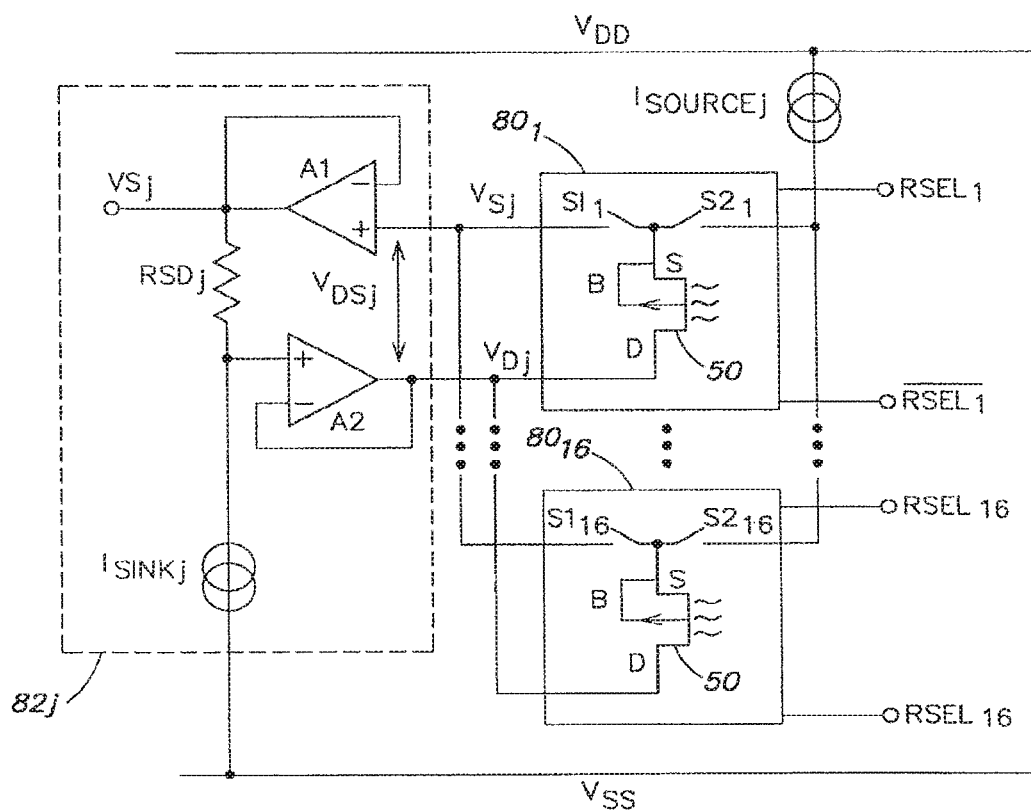 VDD
ISOURCEj
801
A1
VSj
VSj
S11
S21
RSEL1
RSDj
VDSj
B
S
D
50
VDj
RSEL1
A2
8016
S116
S216
RSEL 16
ISINKj
B
S
D
50
82j
RSEL 16
VSS